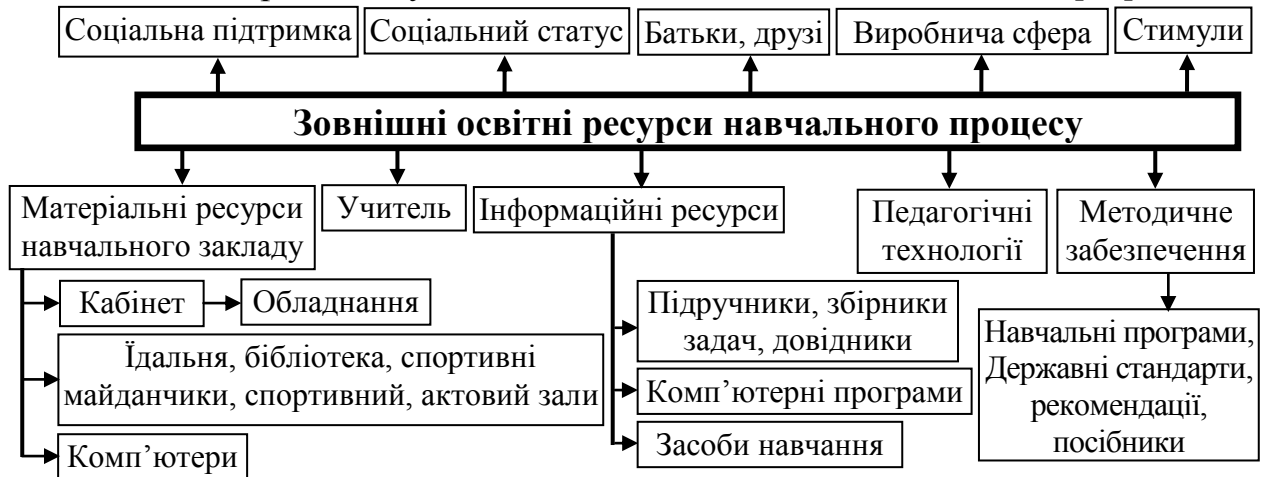 Соціальна підтримка
Соціальний статус
Батьки, друзі
Виробнича сфера
Стимули
Зовнішні освітні ресурси навчального процесу
Матеріальні ресурси
навчального закладу
Учитель
Інформаційні ресурси
Педагогічні
технології
Методичне
забезпечення
Кабінет
Обладнання
Їдальня, бібліотека, спортивні
майданчики, спортивний, актовий зали
Комп’ютери
Підручники, збірники
задач, довідники
Комп’ютерні програми
Засоби навчання
Навчальні програми,
Державні стандарти,
рекомендації,
посібники